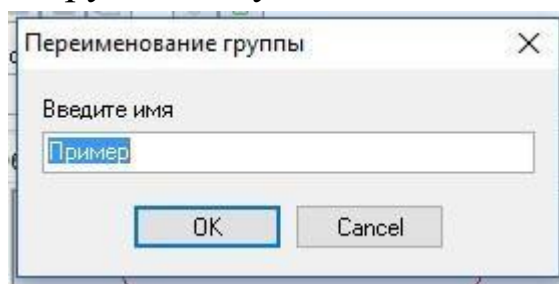 Переименование группы
Введите имя
Пример
OK
Cancel